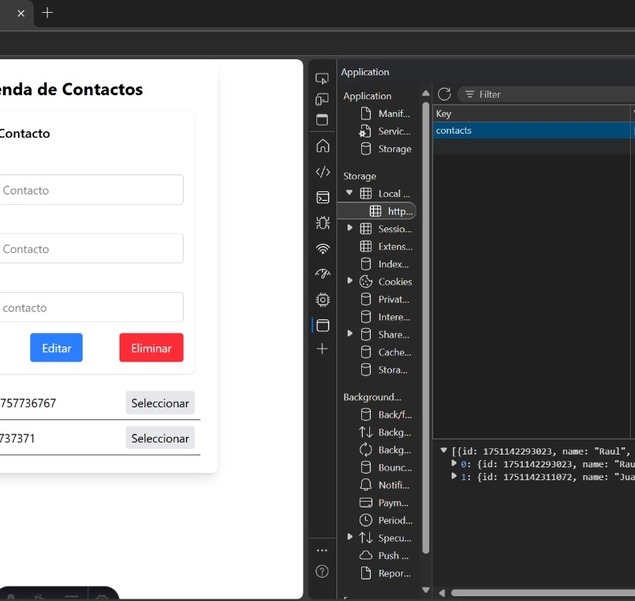 Application
nda de Contactos
Contacto
Contacto
Contacto
contacto
Editar
Eliminar
757736767
Seleccionar
737371
Seleccionar
Application
Manif...
Servic...
Storage
Storage
Local ...
http...
Sessio...
Extens...
Index...
Cookies
Privat...
Intere...
Share...
Cache...
Stora...
Background...
Back/f...
Backg...
Backg...
Bounc...
Notifi...
Paym...
Period...
Specu...
Push ...
Repor...
Filter
Key
contacts
[{id: 1751142293023, name: "Raul",
0: {id: 1751142293023, name: "Rau
1: {id: 1751142311072, name: "Jua